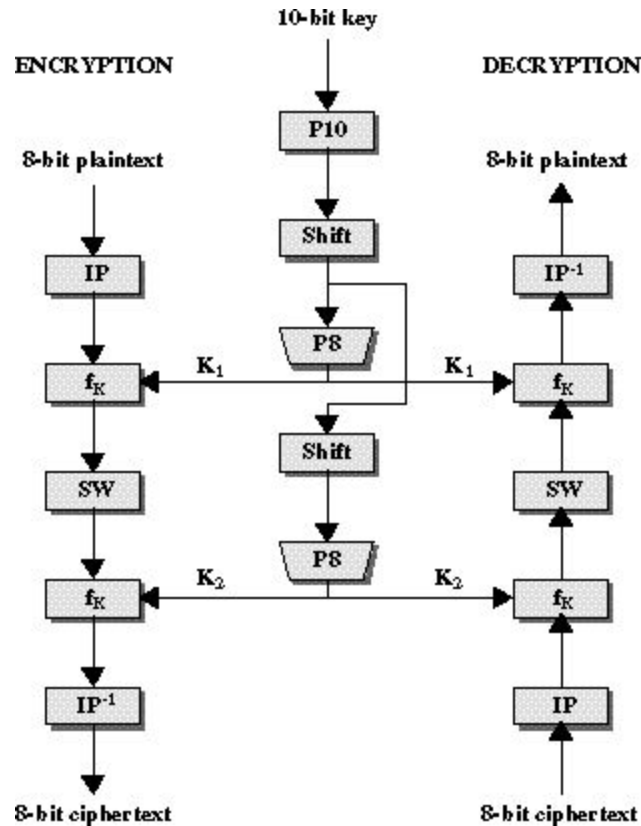 10-bit key
ENCRYPTION
DECRYPTION
P10
8-bit plaintext
8-bit plaintext
Shift
IP
IP-1
P8
fK
K1
K1
fK
Shift
SW
SW
P8
fK
K2
K2
fK
IP-1
IP
8-bit ciphertext
8-bit ciphertext